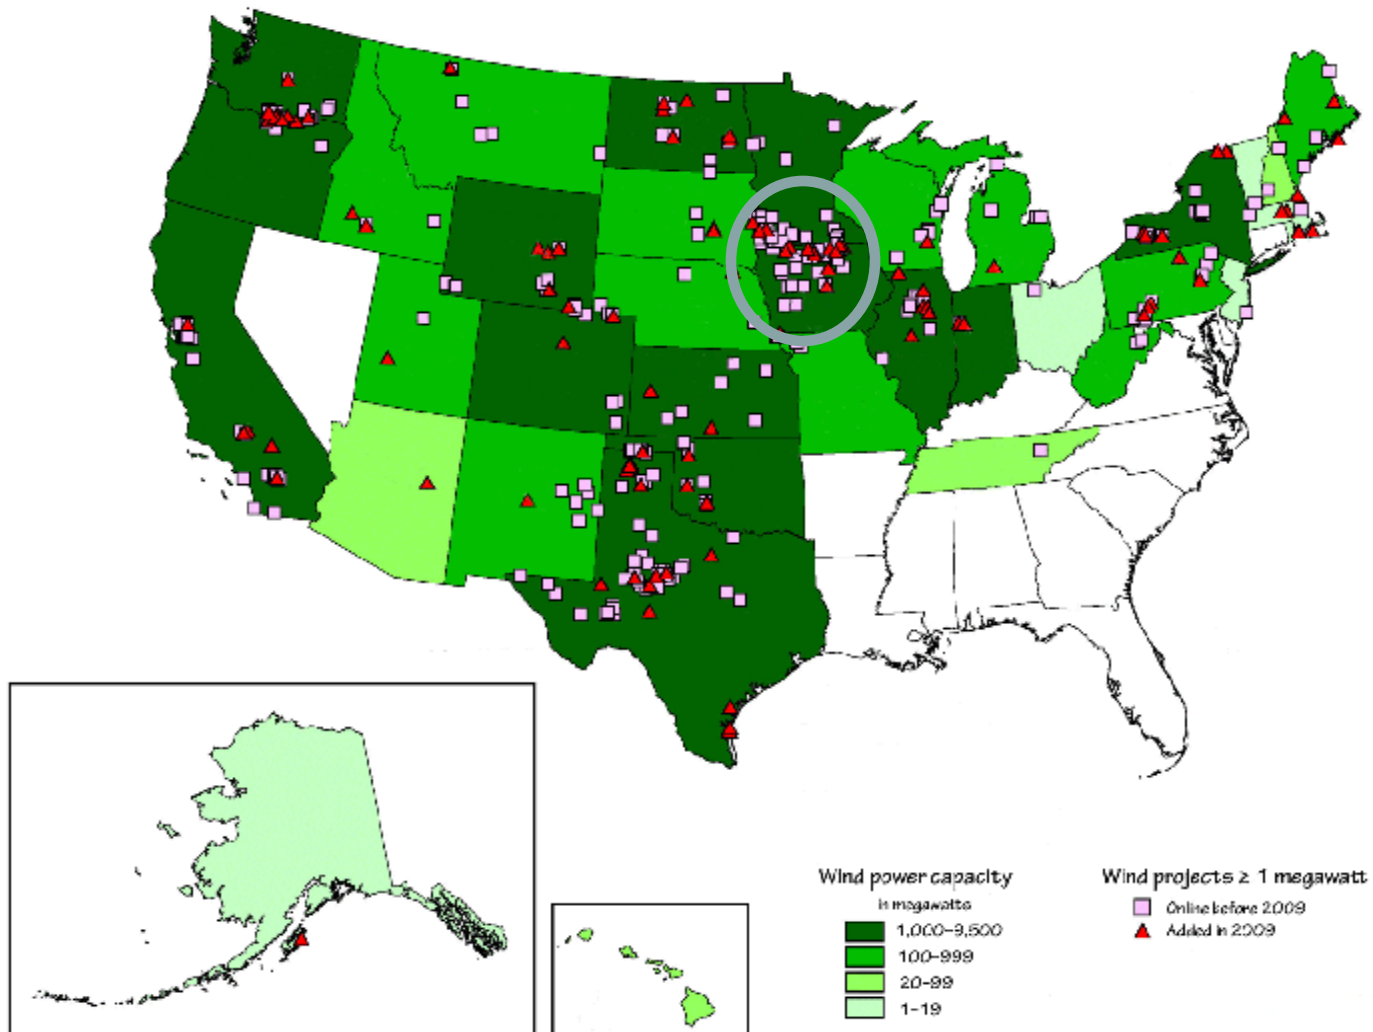 Wind power capacity
in megawatts
1,000–9,500
100–999
20–99
1–19
Wind projects ≥ 1 megawatt
Online before 2009
Added in 2009